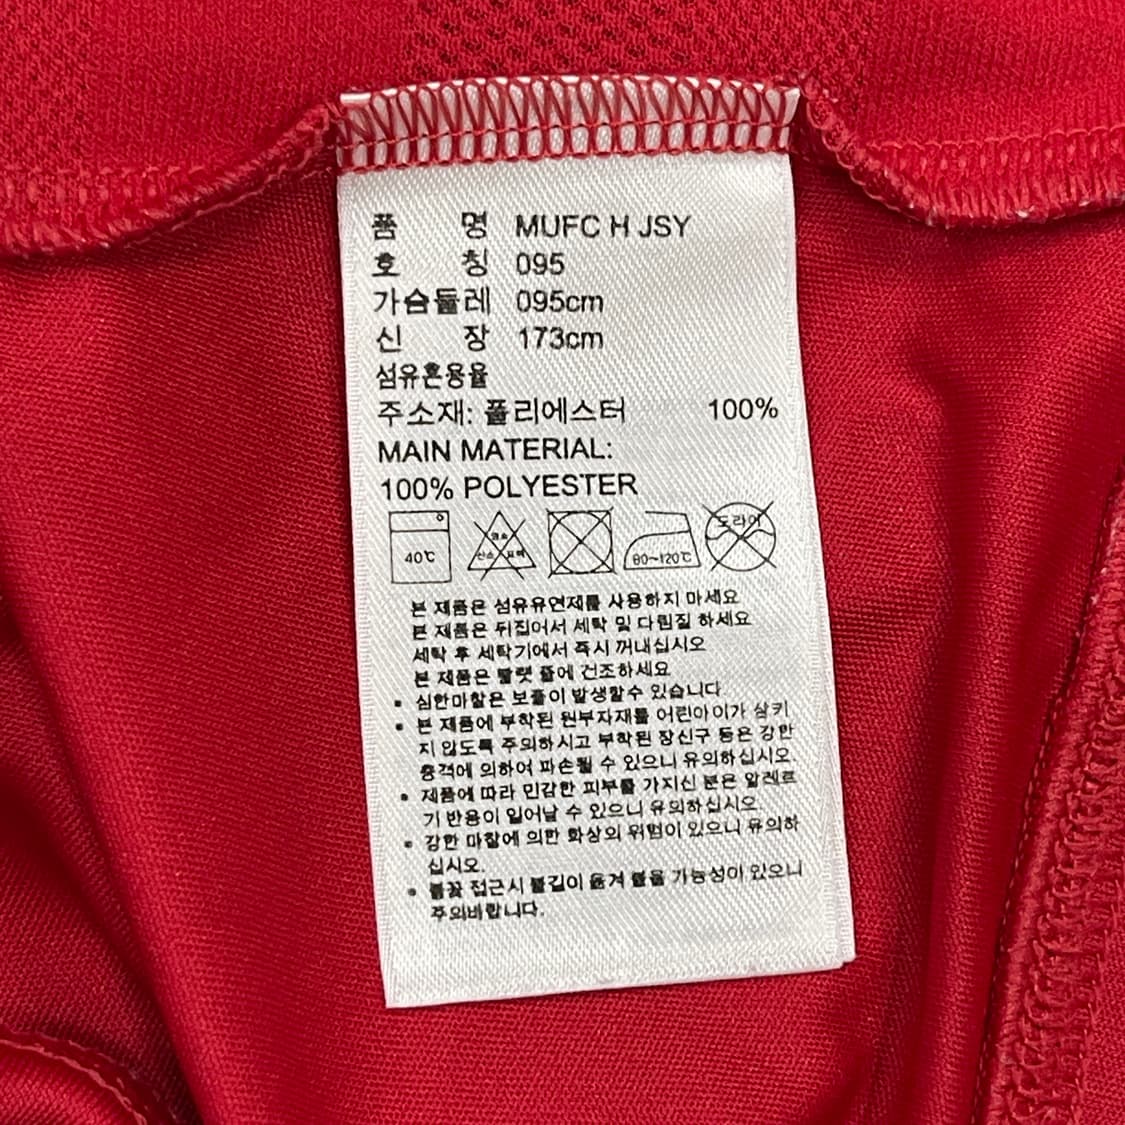 품 명 MUFC H JSY
호 칭 095
가슴둘레 095cm
신 장 173cm
섬유혼용율
주소재: 폴리에스터 100%
MAIN MATERIAL:
100% POLYESTER
40℃ 염소 산소 표백 80~120℃ 드라이
본 제품은 섬유유연제를 사용하지 마세요
본 제품은 뒤집어서 세탁 및 다림질 하세요
세탁 후 세탁기에서 즉시 꺼내십시오
본 제품은 빨랫 줄에 건조하세요
• 심한마찰은 보풀이 발생할수 있습니다
• 본 제품에 부착된 원부자재를 어린아이가 삼키
지 않도록 주의하시고 부착된 장신구 등은 강한
충격에 의하여 파손될 수 있으니 유의하십시오.
• 제품에 따라 민감한 피부를 가지신 분은 알레르
기 반응이 일어날 수 있으니 유의하십시오.
• 강한 마찰에 의한 화상의 위험이 있으니 유의하
십시오.
• 불꽃 접근시 불길이 옮겨 붙을 가능성이 있으니
주의바랍니다.